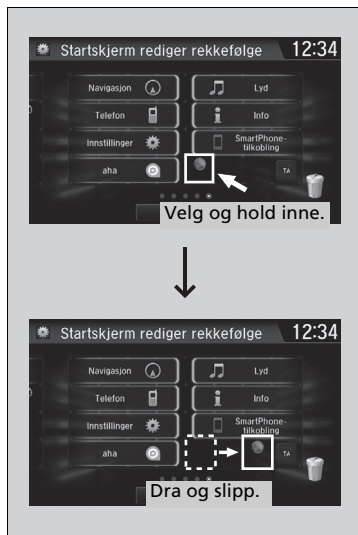 Startskjerm rediger rekkefølge 12:34
Navigasjon Lyd
Telefon Info
Innstillinger SmartPhone-
tilkobling
aha TA
Velg og hold inne.
Startskjerm rediger rekkefølge 12:34
Navigasjon Lyd
Telefon Info
Innstillinger SmartPhone-
tilkobling
aha TA
Dra og slipp.